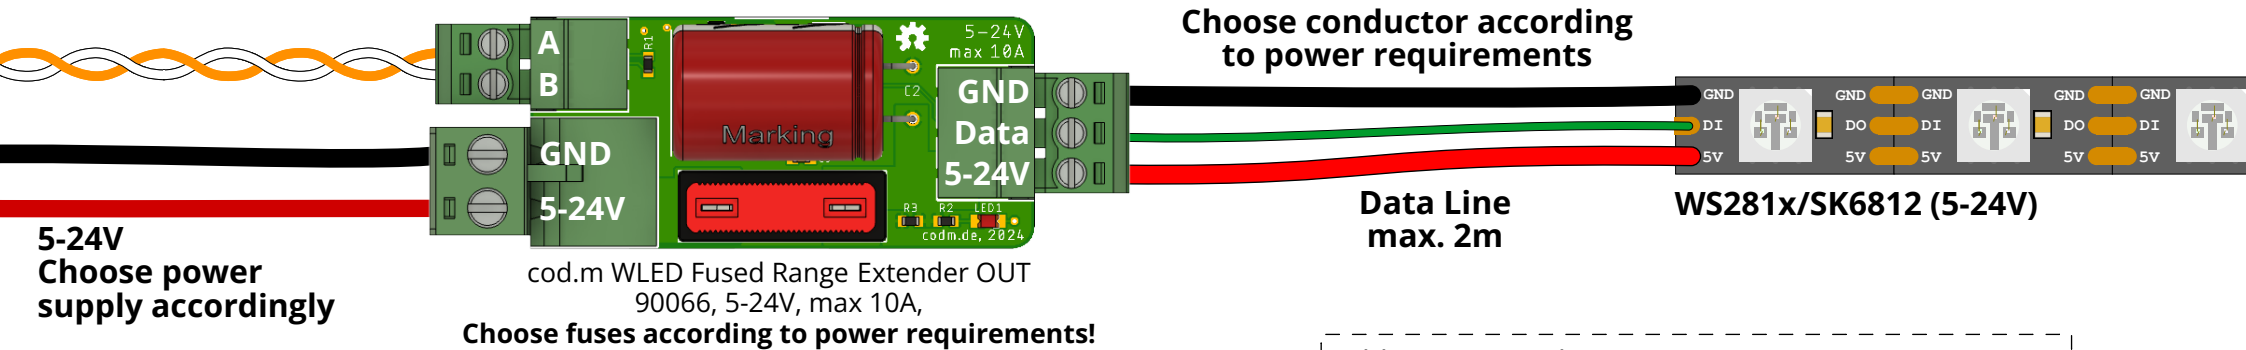 A
B
R1
5-24V
max 10A
C2
Marking
GND
Data
5-24V
GND
5-24V
R3 R2 LED1
codm.de, 2024
5-24V
Choose power
supply accordingly
cod.m WLED Fused Range Extender OUT
90066, 5-24V, max 10A,
Choose fuses according to power requirements!
Choose conductor according
to power requirements
Data Line
max. 2m
GND GND GND GND GND
DI DO DI DO DI
5V 5V 5V 5V 5V
WS281x/SK6812 (5-24V)